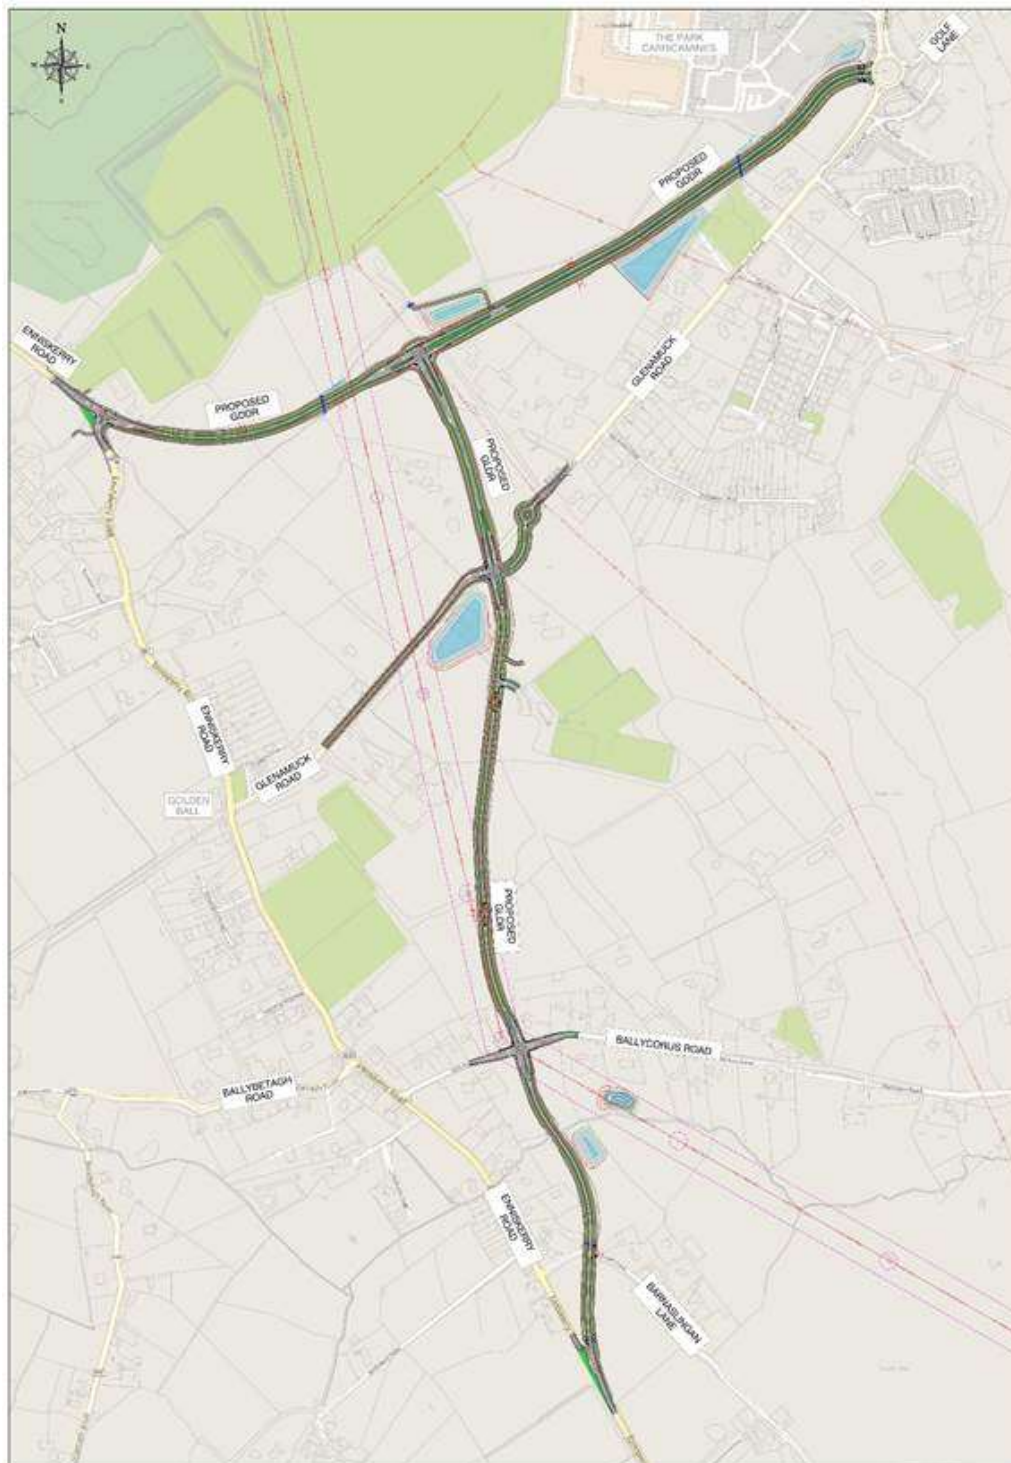 N
THE PARK
CARRICKMINES
GOLF
LANE
PROPOSED
GDDR
ENNISKERRY
ROAD
GLENAMUCK
ROAD
PROPOSED
GDDR
PROPOSED
GLDR
ENNISKERRY
ROAD
GLENAMUCK
ROAD
GOLDEN
BALL
PROPOSED
GLDR
BALLYCORUS ROAD
BALLYBETAGH
ROAD
ENNISKERRY
ROAD
BARNASLINGAN
LANE